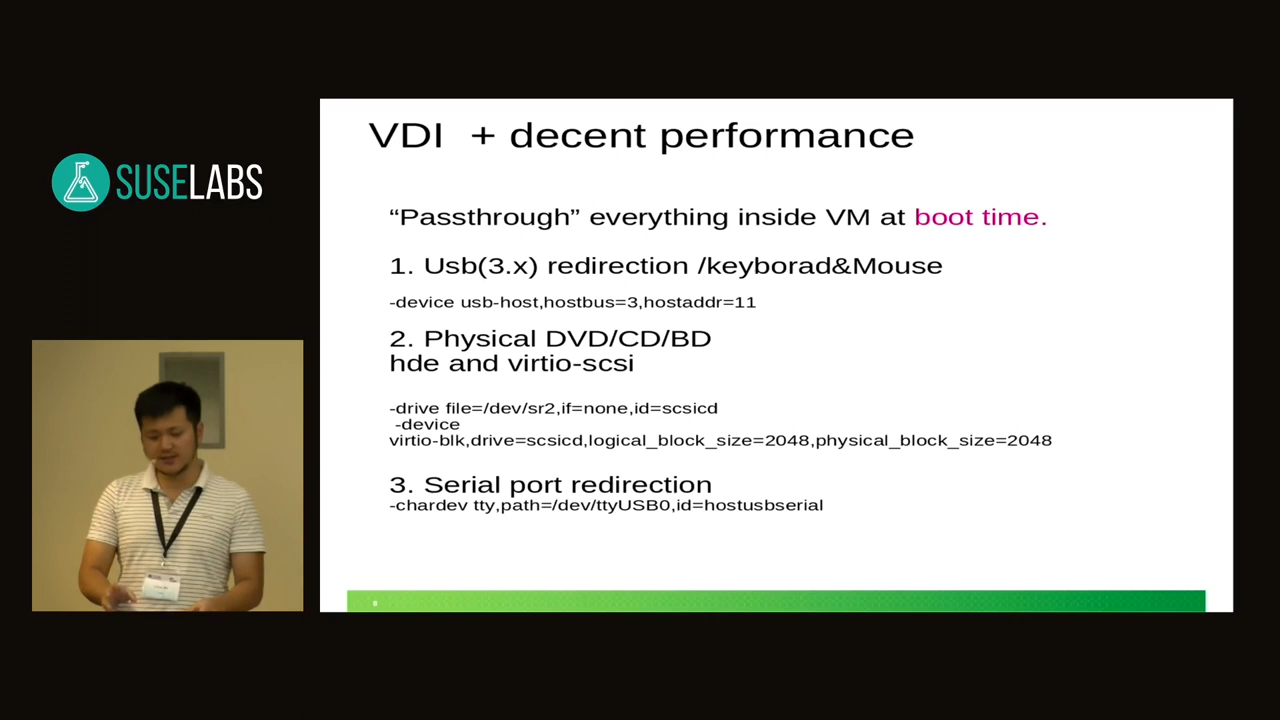 SUSELABS
VDI + decent performance
“Passthrough” everything inside VM at boot time.
1. Usb(3.x) redirection /keyborad&Mouse
-device usb-host,hostbus=3,hostaddr=11
2. Physical DVD/CD/BD
hde and virtio-scsi
-drive file=/dev/sr2,if=none,id=scsicd
-device
virtio-blk,drive=scsicd,logical_block_size=2048,physical_block_size=2048
3. Serial port redirection
-chardev tty,path=/dev/ttyUSB0,id=hostusbserial